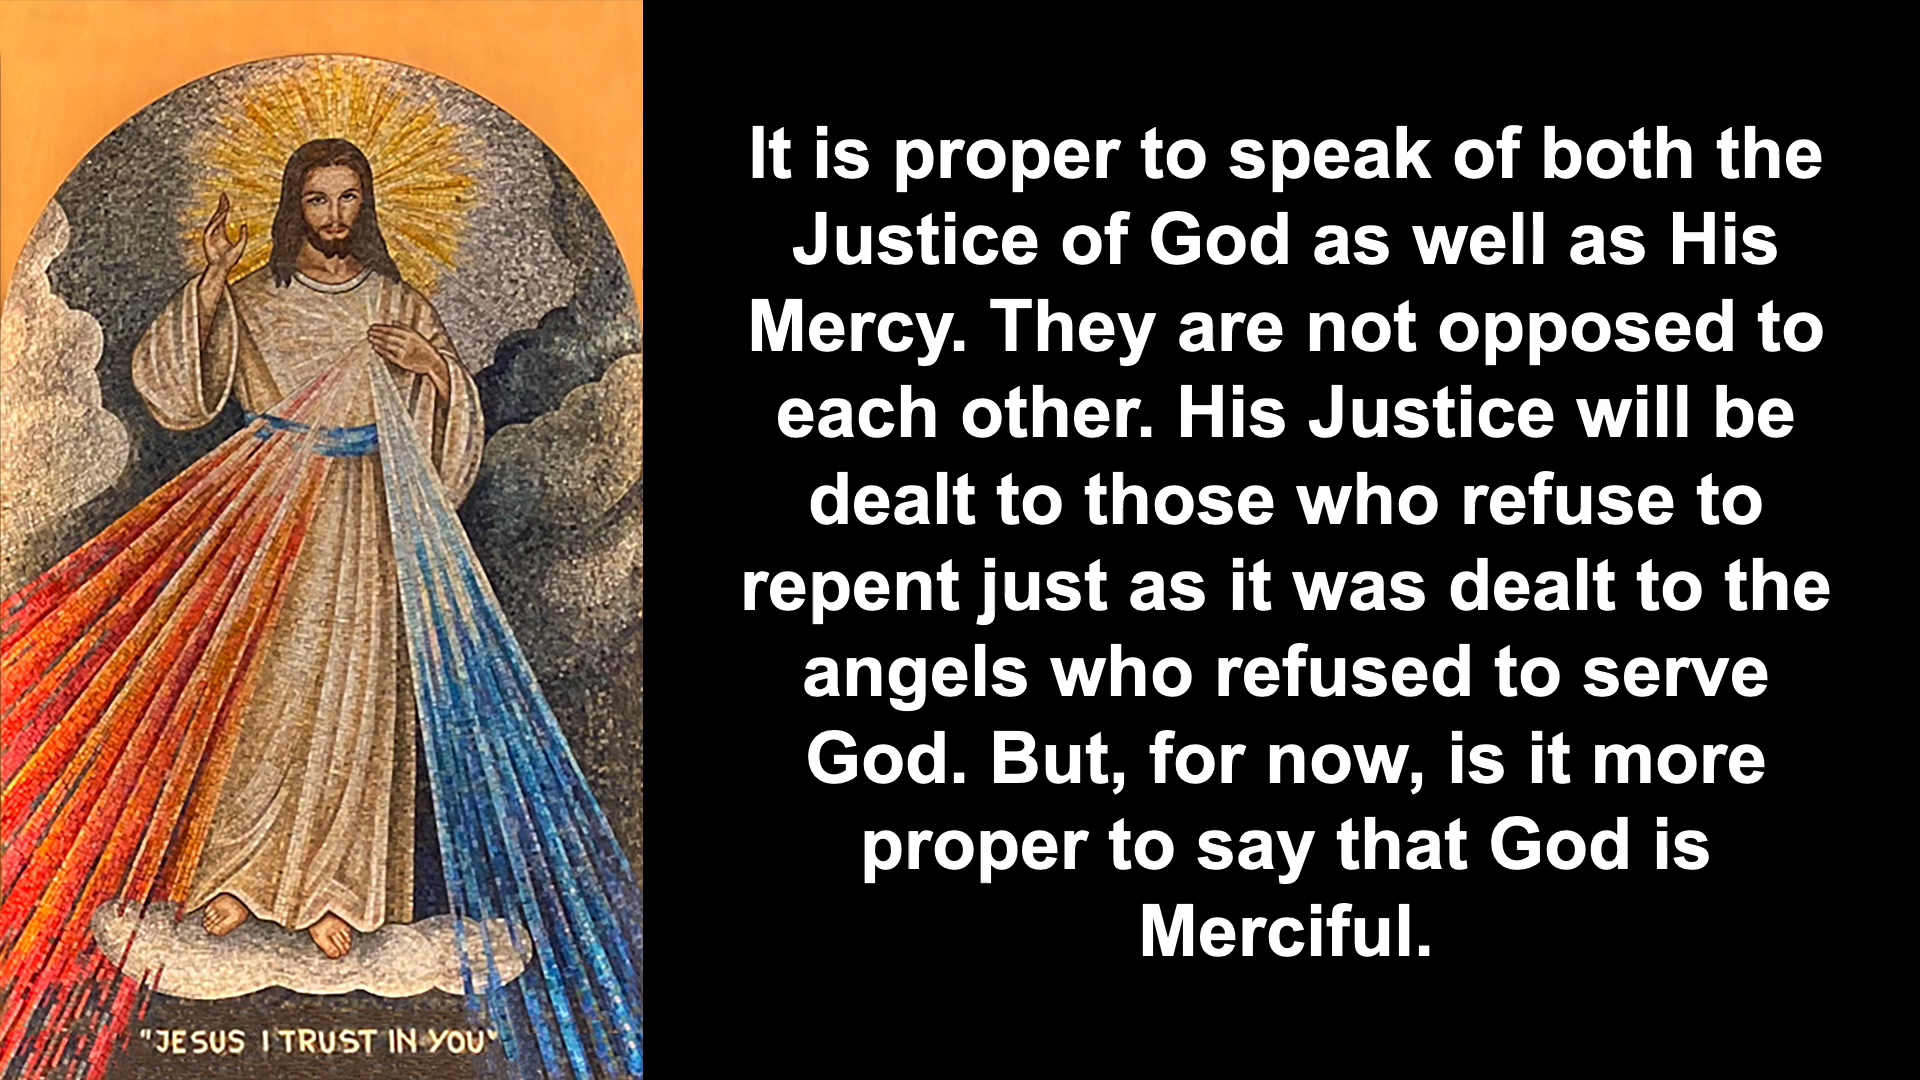 It is proper to speak of both the
Justice of God as well as His
Mercy. They are not opposed to
each other. His Justice will be
dealt to those who refuse to
repent just as it was dealt to the
angels who refused to serve
God. But, for now, is it more
proper to say that God is
Merciful.
"JESUS I TRUST IN YOU"